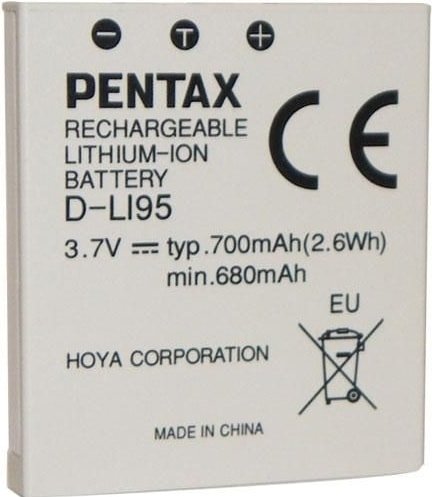 - T +
PENTAX
RECHARGEABLE
LITHIUM-ION
BATTERY
D-LI95
CE
3.7V ⎓ typ.700mAh(2.6Wh)
min.680mAh
EU
HOYA CORPORATION
MADE IN CHINA